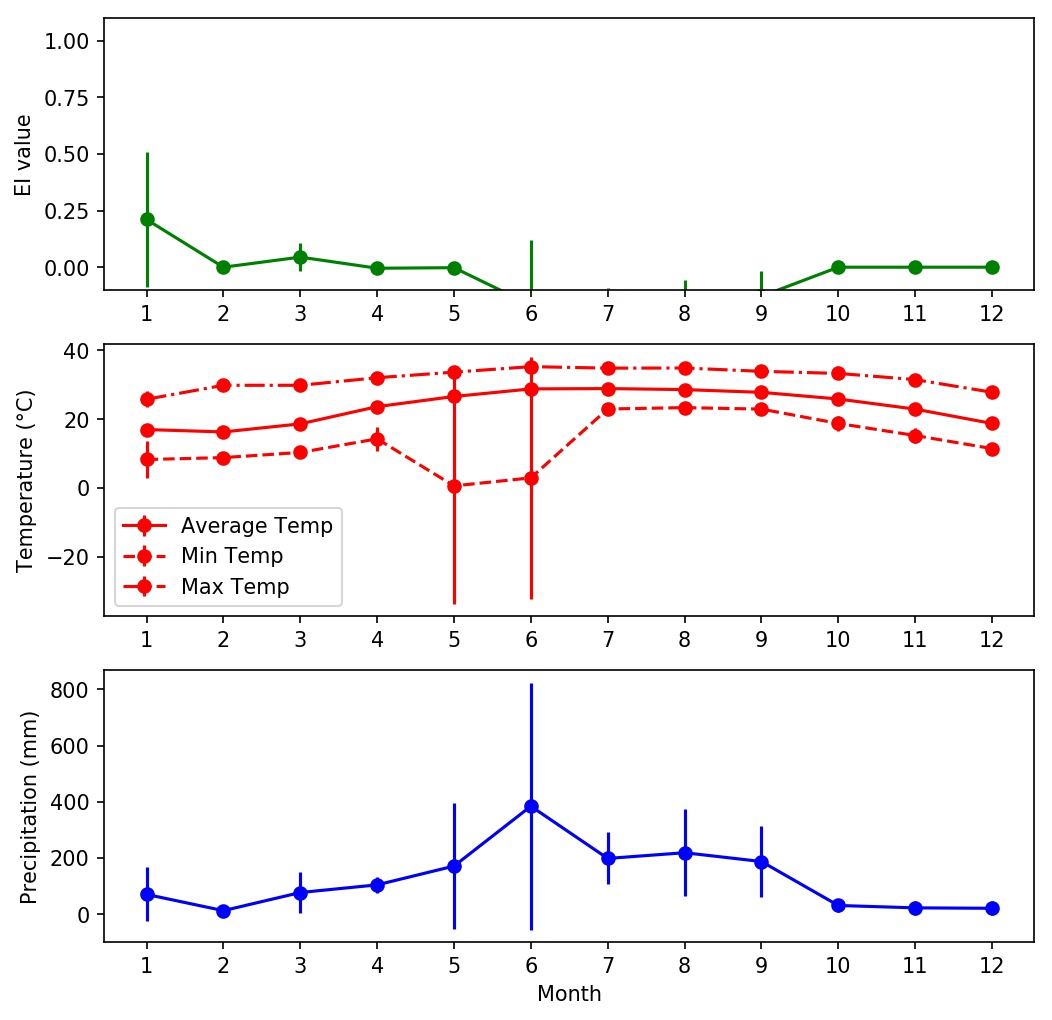 1.00
0.75
0.50
0.25
0.00
EI value
1 2 3 4 5 6 7 8 9 10 11 12
40
20
0
−20
Temperature (°C)
Average Temp
Min Temp
Max Temp
1 2 3 4 5 6 7 8 9 10 11 12
800
600
400
200
0
Precipitation (mm)
1 2 3 4 5 6 7 8 9 10 11 12
Month